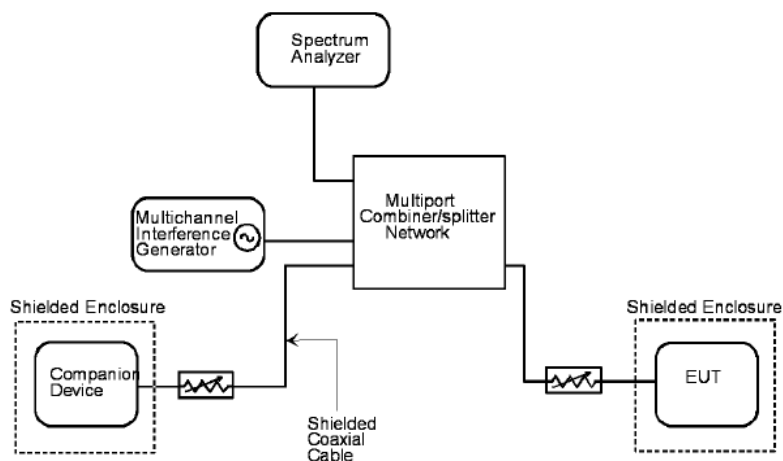 Spectrum
Analyzer
Multiport
Combiner/splitter
Network
Multichannel
Interference
Generator
Shielded Enclosure
Companion
Device
Shielded
Coaxial
Cable
Shielded Enclosure
EUT